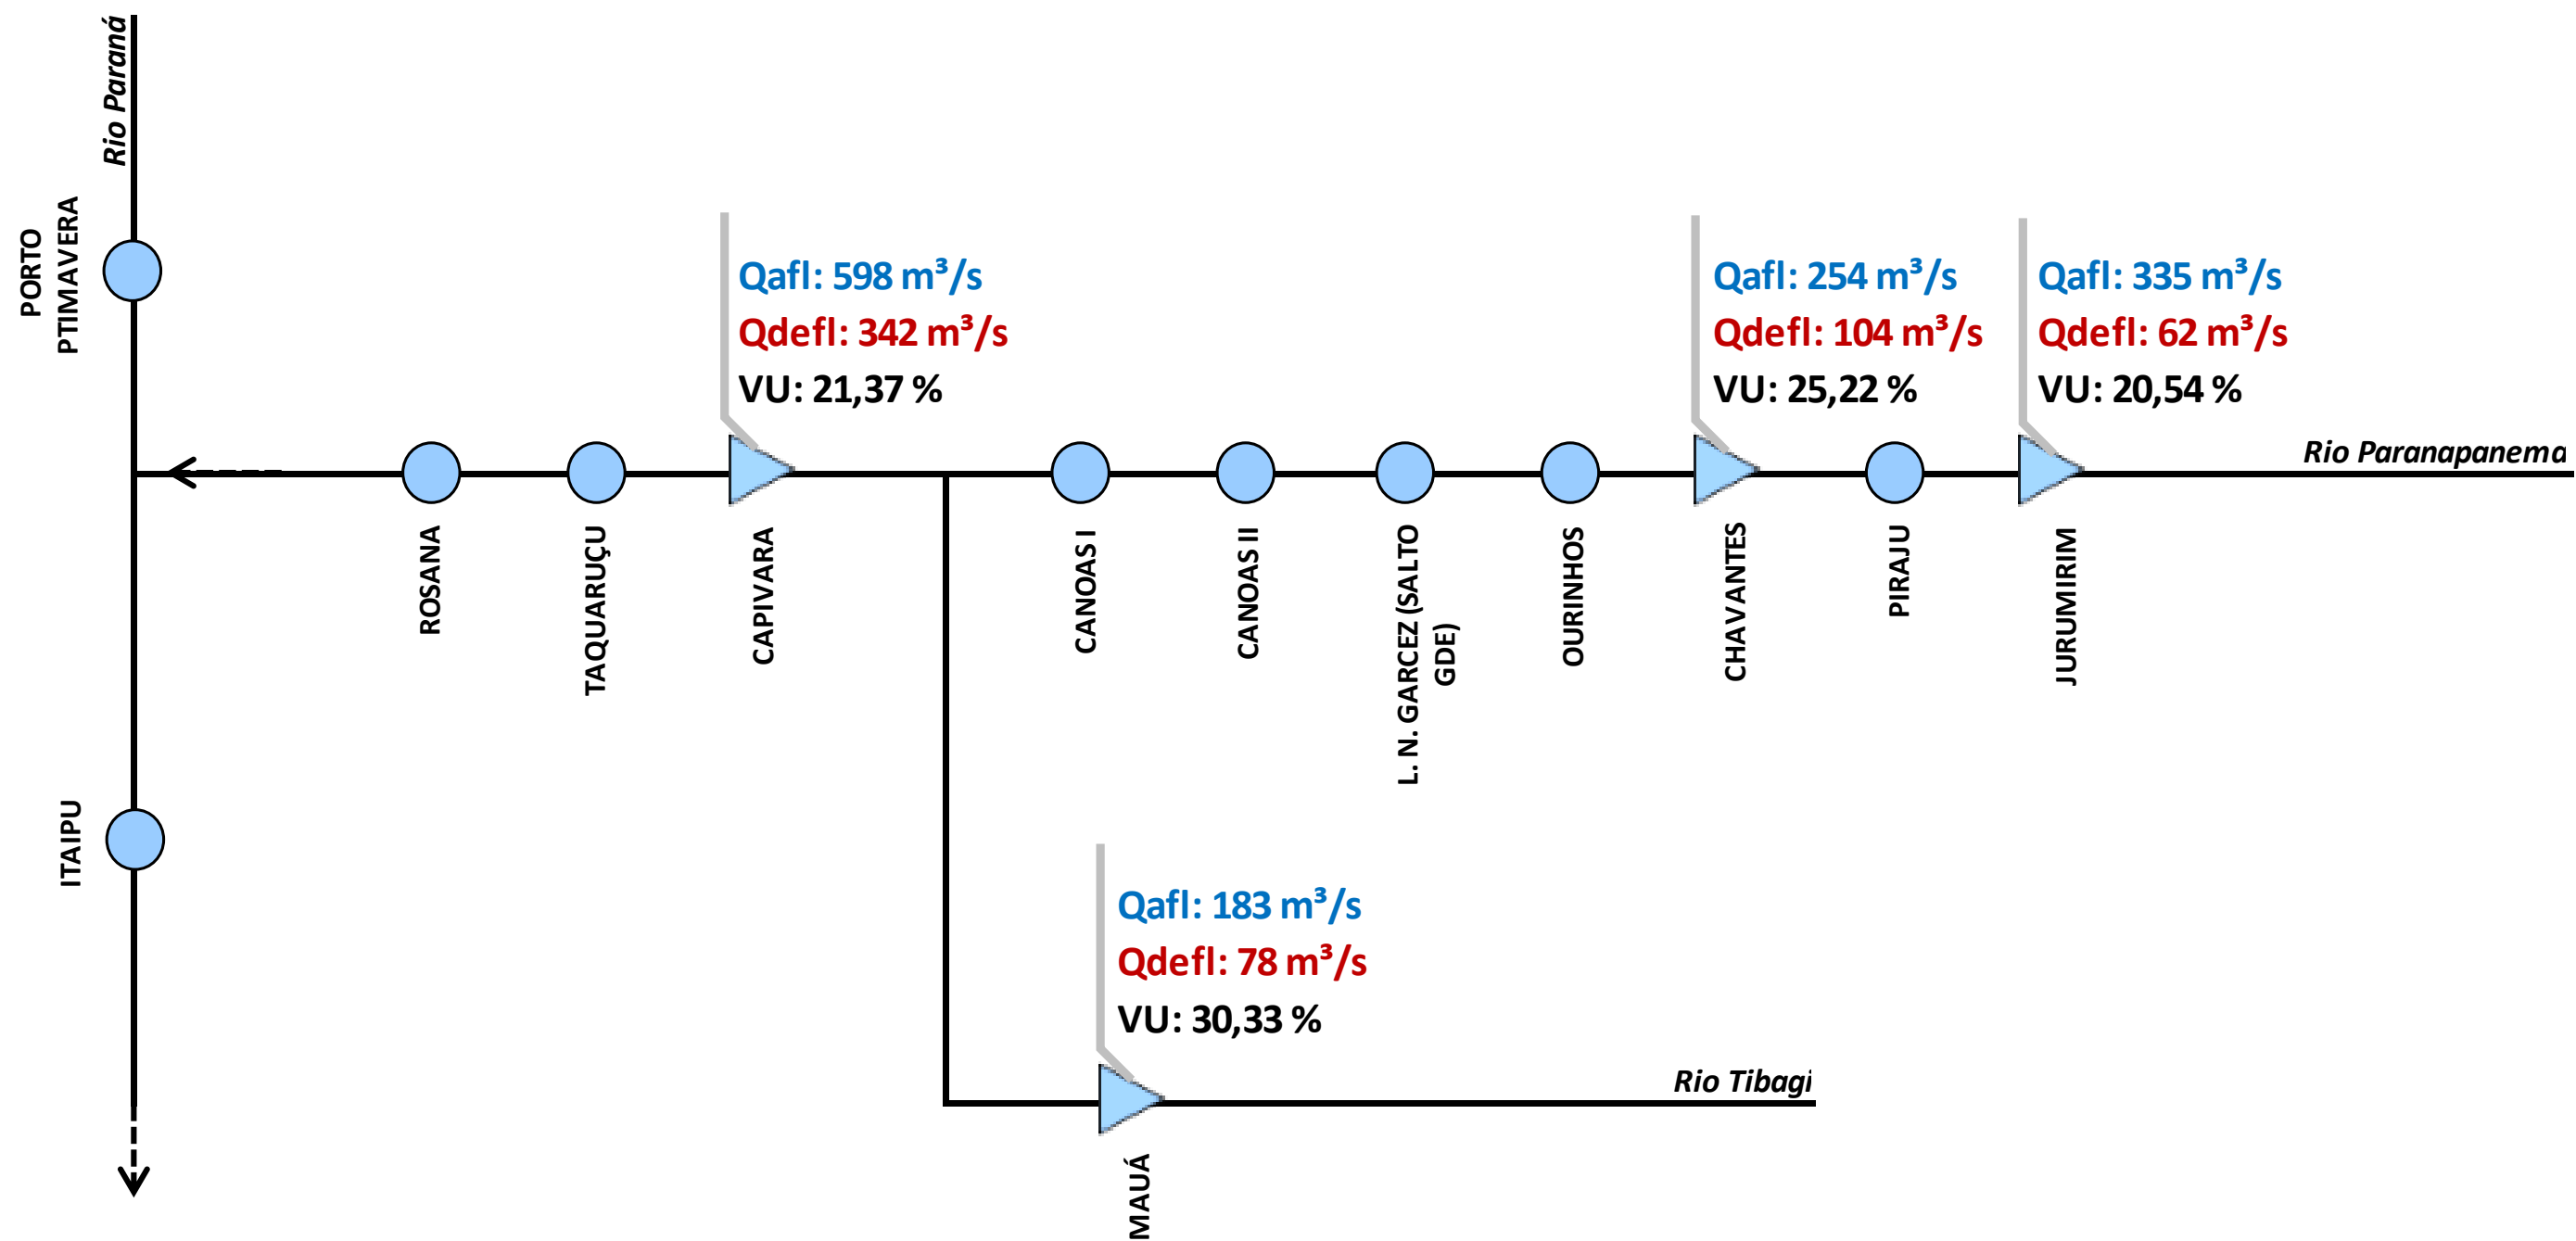 Rio Paraná
PORTO
PTIMAVERA
Qafl: 598 m³/s
Qdefl: 342 m³/s
VU: 21,37 %
Qafl: 254 m³/s
Qdefl: 104 m³/s
VU: 25,22 %
Qafl: 335 m³/s
Qdefl: 62 m³/s
VU: 20,54 %
Rio Paranapanema
ROSANA
TAQUARUÇU
CAPIVARA
CANOAS I
CANOAS II
L. N. GARCEZ (SALTO
GDE)
OURINHOS
CHAVANTES
PIRAJU
JURUMIRIM
ITAIPU
Qafl: 183 m³/s
Qdefl: 78 m³/s
VU: 30,33 %
Rio Tibagi
MAUÁ